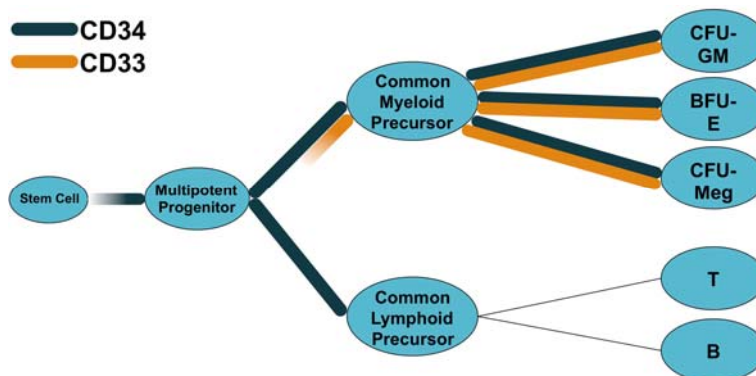 CD34
CD33
Stem Cell
Multipotent
Progenitor
Common
Myeloid
Precursor
CFU-
GM
BFU-
E
CFU-
Meg
Common
Lymphoid
Precursor
T
B